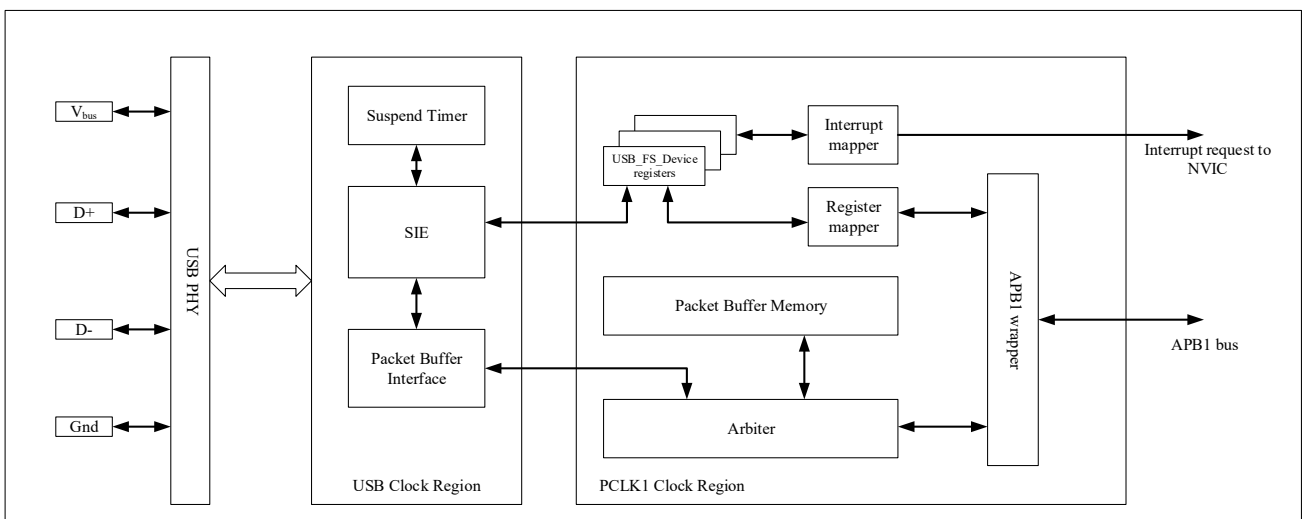 V_bus
D+
D-
Gnd
USB PHY
Suspend Timer
SIE
Packet Buffer
Interface
USB Clock Region
USB_FS_Device
registers
Interrupt
mapper
Register
mapper
Packet Buffer Memory
Arbiter
APB1 wrapper
PCLK1 Clock Region
Interrupt request to
NVIC
APB1 bus